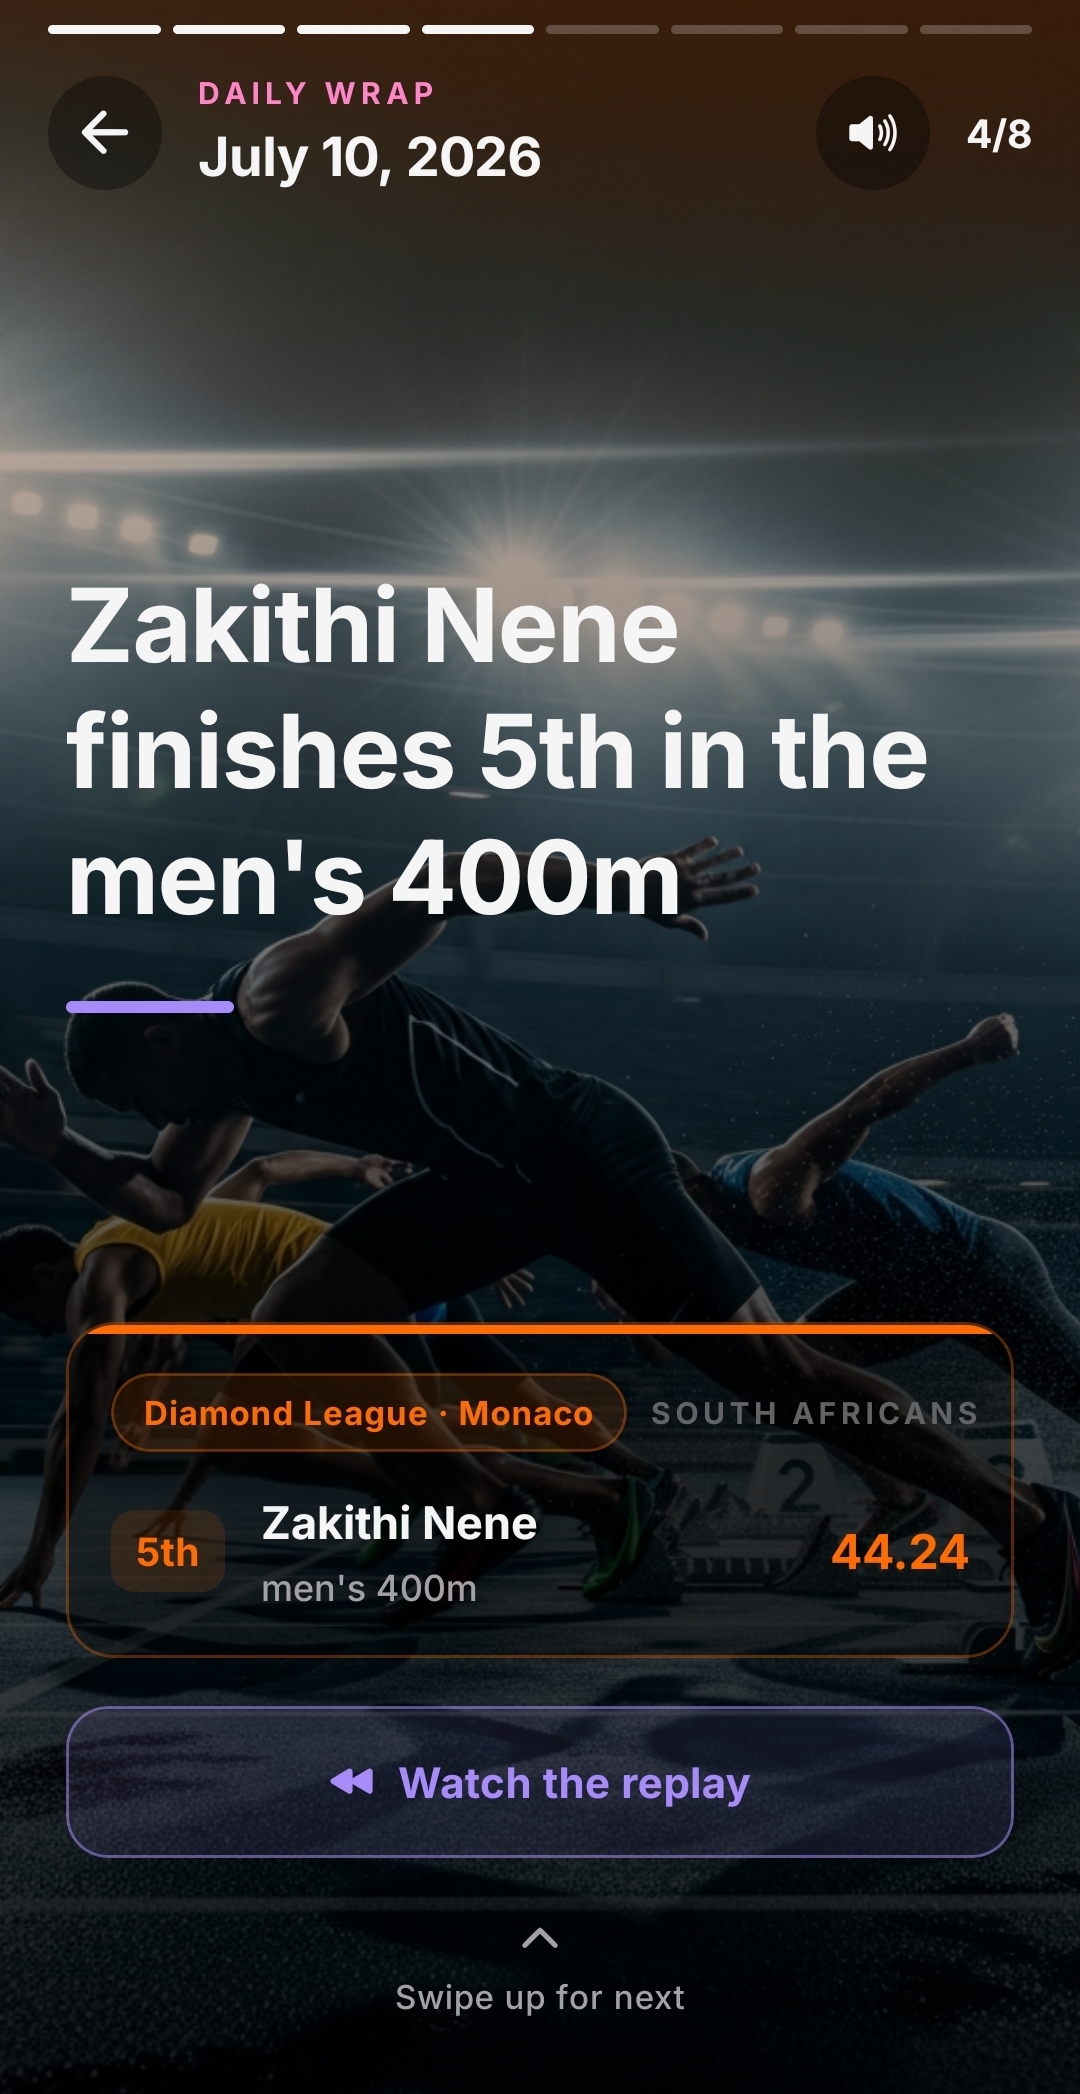 DAILY WRAP
July 10, 2026
4/8
Zakithi Nene
finishes 5th in the
men's 400m
Diamond League · Monaco
SOUTH AFRICANS
2
5th
Zakithi Nene
men's 400m
44.24
Watch the replay
Swipe up for next